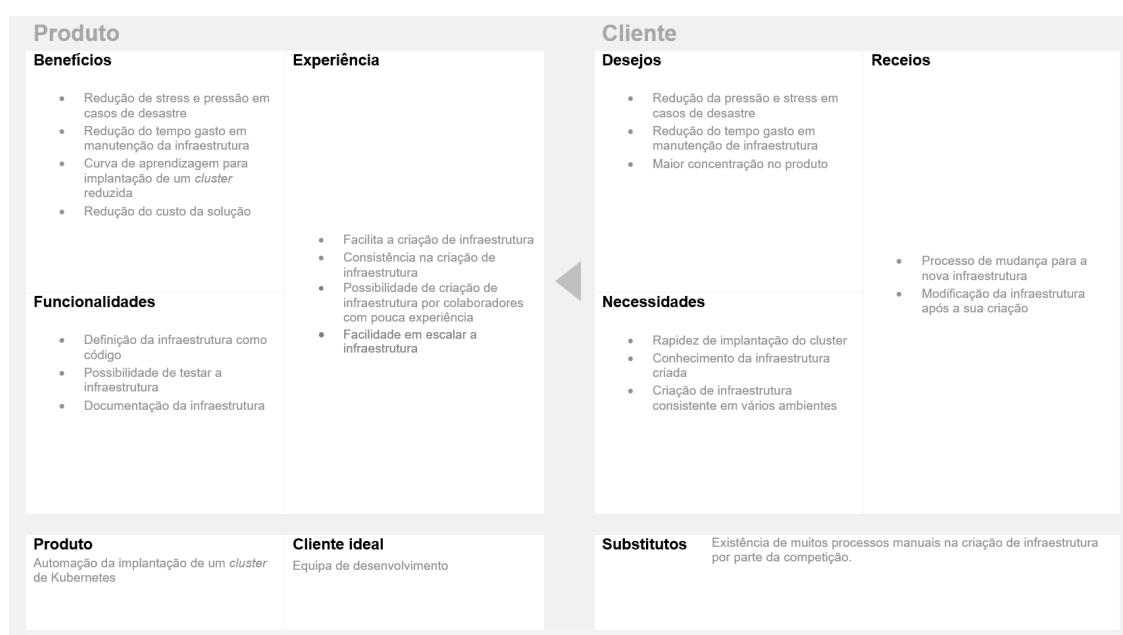 Produto
Benefícios
Redução de stress e pressão em
casos de desastre
Redução do tempo gasto em
manutenção da infraestrutura
Curva de aprendizagem para
implantação de um cluster
reduzida
Redução do custo da solução
Funcionalidades
Definição da infraestrutura como
código
Possibilidade de testar a
infraestrutura
Documentação da infraestrutura
Experiência
Facilita a criação de infraestrutura
Consistência na criação de
infraestrutura
Possibilidade de criação de
infraestrutura por colaboradores
com pouca experiência
Facilidade em escalar a
infraestrutura
Cliente
Desejos
Redução da pressão e stress em
casos de desastre
Redução do tempo gasto em
manutenção de infraestrutura
Maior concentração no produto
Necessidades
Rapidez de implantação do cluster
Conhecimento da infraestrutura
criada
Criação de infraestrutura
consistente em vários ambientes
Receios
Processo de mudança para a
nova infraestrutura
Modificação da infraestrutura
após a sua criação
Produto
Automação da implantação de um cluster
de Kubernetes
Cliente ideal
Equipa de desenvolvimento
Substitutos
Existência de muitos processos manuais na criação de infraestrutura
por parte da competição.